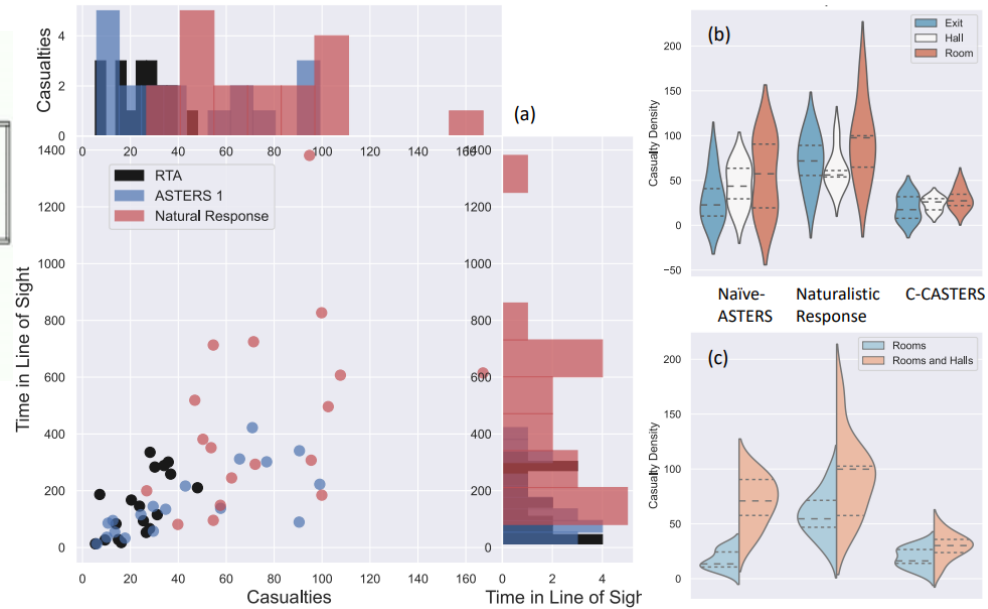 Casualties
4
2
0
0
20
40
60
80
100
120
140
160
(a)
RTA
ASTERS 1
Natural Response
Time in Line of Sight
1400
1200
1000
800
600
400
200
0
0
20
40
60
80
100
120
140
160
Casualties
1400
1200
1000
800
600
400
200
0
0
2
4
Time in Line of Sigh
(b)
Exit
Hall
Room
Casualty Density
200
150
100
50
0
−50
Naïve-
ASTERS
Naturalistic
Response
C-CASTERS
(c)
Rooms
Rooms and Halls
Casualty Density
200
150
100
50
0